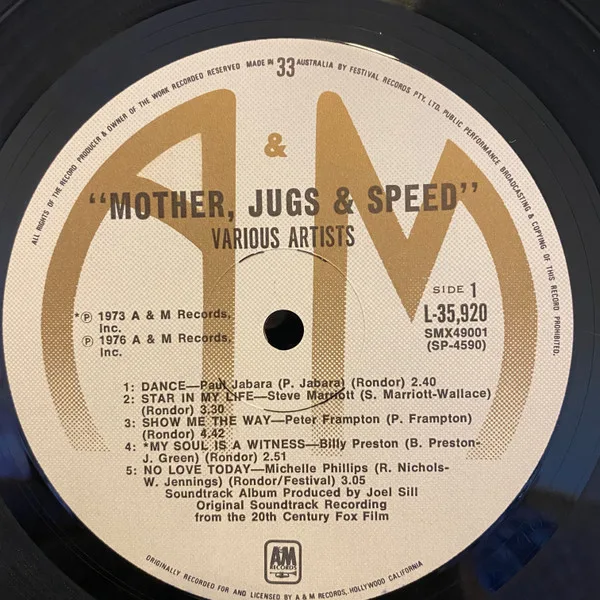 ALL RIGHTS OF THE RECORD PRODUCER & OWNER OF THE WORK RECORDED RESERVED MADE IN 33 AUSTRALIA BY FESTIVAL RECORDS PTY. LTD. PUBLIC PERFORMANCE BROADCASTING & COPYING OF THIS RECORD PROHIBITED.
A & M
"MOTHER, JUGS & SPEED"
VARIOUS ARTISTS
SIDE 1
L-35,920
SMX49001
(SP-4590)
*Ⓟ 1973 A & M Records,
Inc.
Ⓟ 1976 A & M Records,
Inc.
1: DANCE—Paul Jabara (P. Jabara) (Rondor) 2.40
2: STAR IN MY LIFE—Steve Marriott (S. Marriott-Wallace)
(Rondor) 3.30
3: SHOW ME THE WAY—Peter Frampton (P. Frampton)
(Rondor) 4.42
4: *MY SOUL IS A WITNESS—Billy Preston (B. Preston-
J. Green) (Rondor) 2.51
5: NO LOVE TODAY—Michelle Phillips (R. Nichols-
W. Jennings) (Rondor/Festival) 3.05
Soundtrack Album Produced by Joel Sill
Original Soundtrack Recording
from the 20th Century Fox Film
A&M
RECORDS
ORIGINALLY RECORDED FOR AND LICENSED BY A & M RECORDS, HOLLYWOOD CALIFORNIA